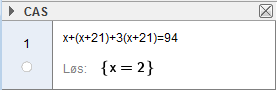 CAS
1
x+(x+21)+3(x+21)=94
Løs: {x = 2}